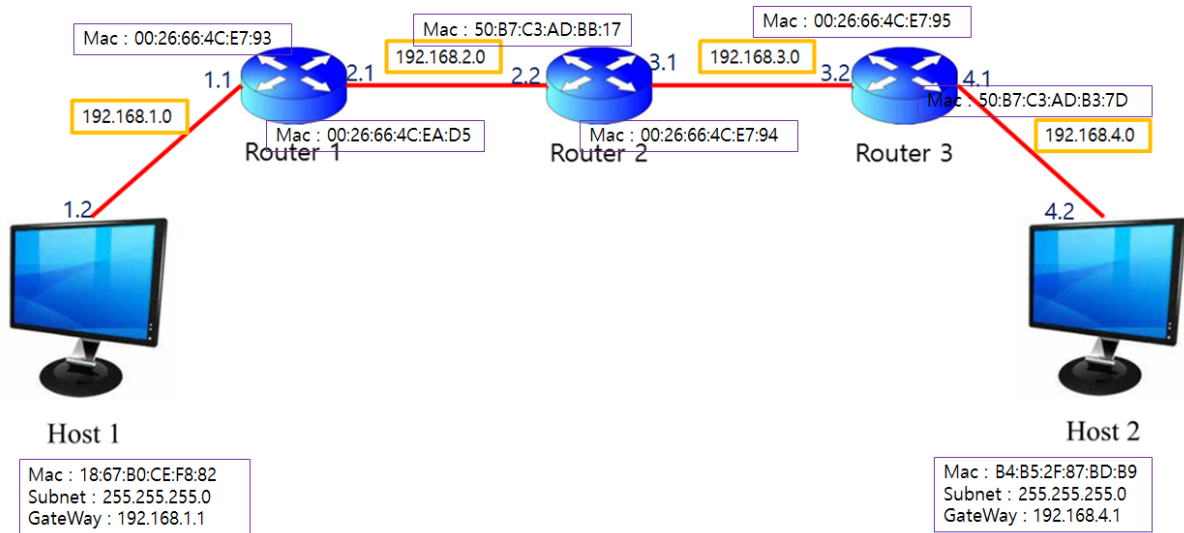 Mac : 00:26:66:4C:E7:93
Mac : 50:B7:C3:AD:BB:17
Mac : 00:26:66:4C:E7:95
192.168.2.0
192.168.3.0
1.1
2.1
2.2
3.1
3.2
4.1
Mac : 50:B7:C3:AD:B3:7D
192.168.1.0
Mac : 00:26:66:4C:EA:D5
Mac : 00:26:66:4C:E7:94
192.168.4.0
Router 1
Router 2
Router 3
1.2
4.2
Host 1
Mac : 18:67:B0:CE:F8:82
Subnet : 255.255.255.0
GateWay : 192.168.1.1
Host 2
Mac : B4:B5:2F:87:BD:B9
Subnet : 255.255.255.0
GateWay : 192.168.4.1